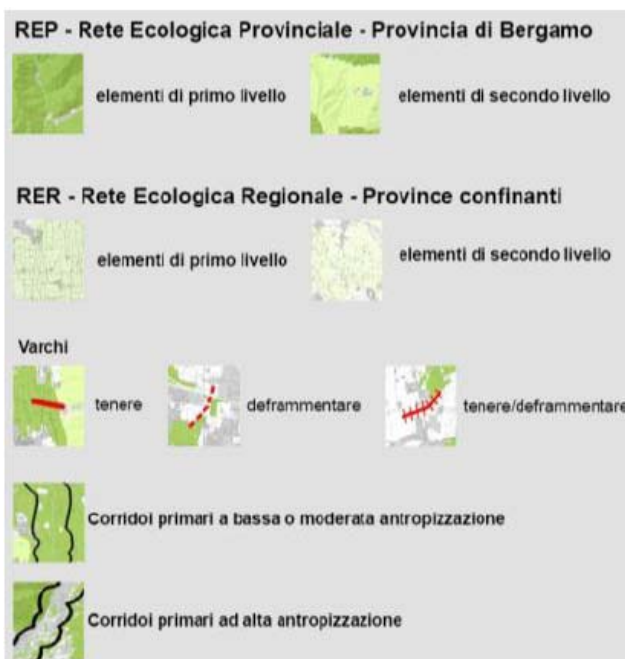 REP - Rete Ecologica Provinciale - Provincia di Bergamo
elementi di primo livello
elementi di secondo livello
RER - Rete Ecologica Regionale - Province confinanti
elementi di primo livello
elementi di secondo livello
Varchi
tenere
deframmentare
tenere/deframmentare
Corridoi primari a bassa o moderata antropizzazione
Corridoi primari ad alta antropizzazione